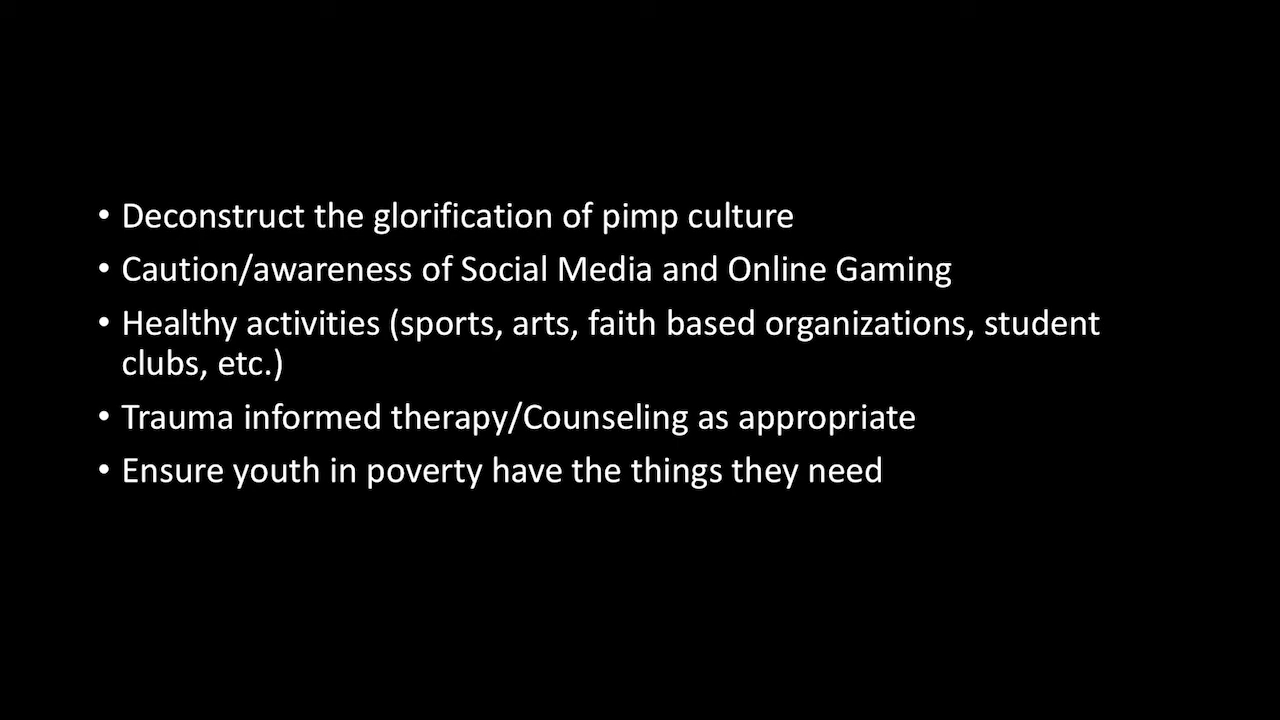 • Deconstruct the glorification of pimp culture
• Caution/awareness of Social Media and Online Gaming
• Healthy activities (sports, arts, faith based organizations, student
clubs, etc.)
• Trauma informed therapy/Counseling as appropriate
• Ensure youth in poverty have the things they need